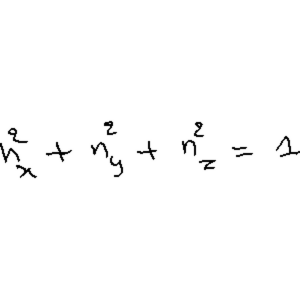 n_x^2 + n_y^2 + n_z^2 = 1